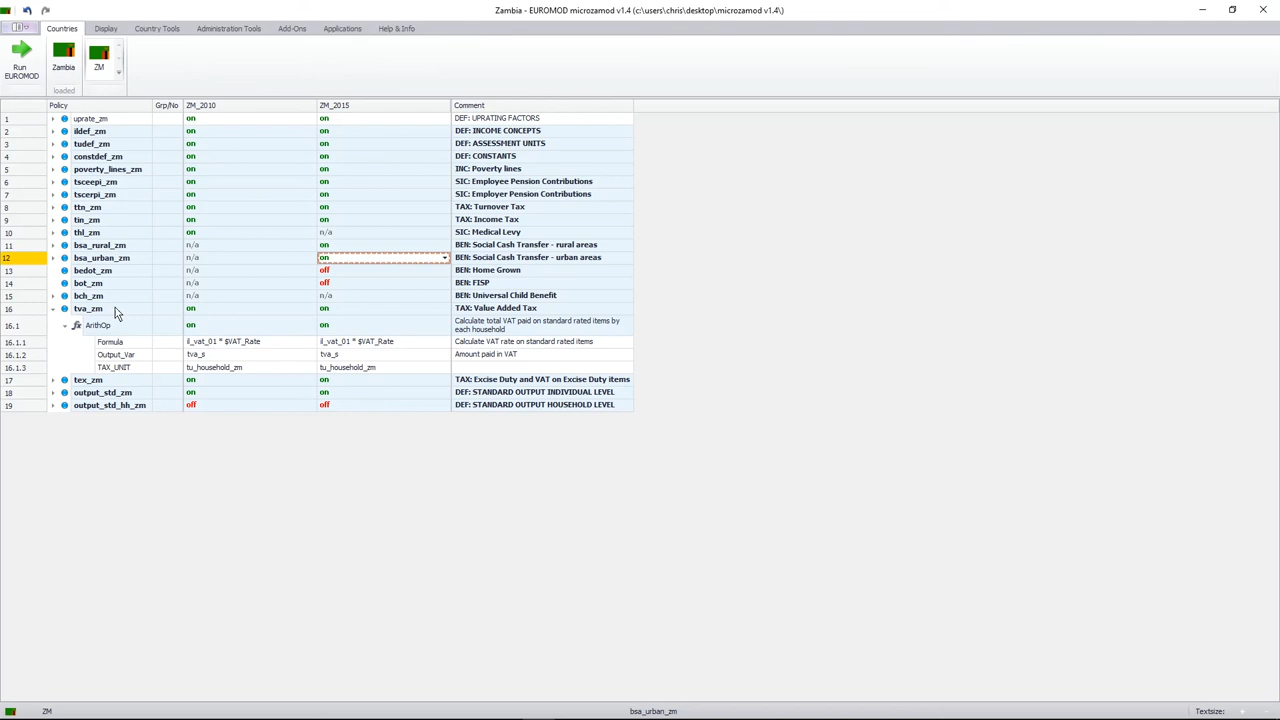 Zambia - EUROMOD microzamod v1.4 (c:\users\chris\desktop\microzamod v1.4\)
Countries Display Country Tools Administration Tools Add-Ons Applications Help & Info
Run EUROMOD
Zambia
ZM
loaded
Policy Grp/No ZM_2010 ZM_2015 Comment
1 uprate_zm on on DEF: UPRATING FACTORS
2 ildef_zm on on DEF: INCOME CONCEPTS
3 tudef_zm on on DEF: ASSESSMENT UNITS
4 constdef_zm on on DEF: CONSTANTS
5 poverty_lines_zm on on INC: Poverty lines
6 tsceepi_zm on on SIC: Employee Pension Contributions
7 tscerpi_zm on on SIC: Employer Pension Contributions
8 ttn_zm on on TAX: Turnover Tax
9 tin_zm on on TAX: Income Tax
10 thl_zm on n/a SIC: Medical Levy
11 bsa_rural_zm n/a on BEN: Social Cash Transfer - rural areas
12 bsa_urban_zm n/a on BEN: Social Cash Transfer - urban areas
13 bedot_zm n/a off BEN: Home Grown
14 bot_zm n/a off BEN: FISP
15 bch_zm n/a n/a BEN: Universal Child Benefit
16 tva_zm on on TAX: Value Added Tax
16.1 fx ArithOp on on Calculate total VAT paid on standard rated items by each household
16.1.1 Formula il_vat_01 * $VAT_Rate il_vat_01 * $VAT_Rate Calculate VAT rate on standard rated items
16.1.2 Output_Var tva_s tva_s Amount paid in VAT
16.1.3 TAX_UNIT tu_household_zm tu_household_zm
17 tex_zm on on TAX: Excise Duty and VAT on Excise Duty items
18 output_std_zm on on DEF: STANDARD OUTPUT INDIVIDUAL LEVEL
19 output_std_hh_zm off off DEF: STANDARD OUTPUT HOUSEHOLD LEVEL
ZM bsa_urban_zm Textsize: